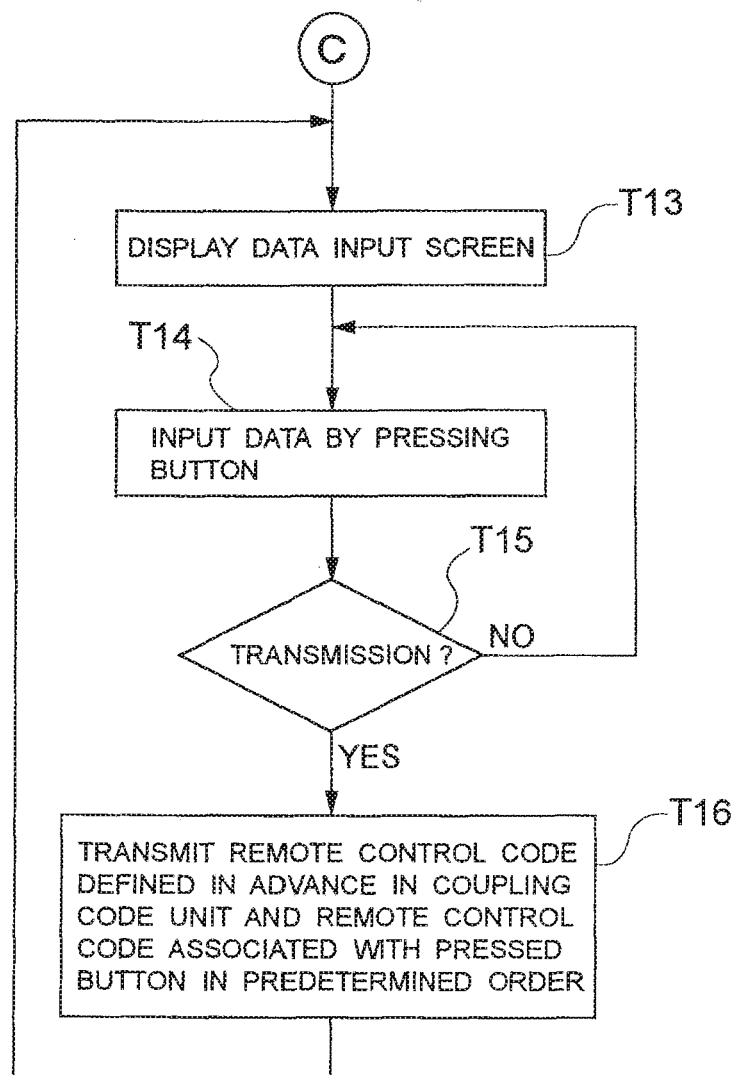 C
T13
DISPLAY DATA INPUT SCREEN
T14
INPUT DATA BY PRESSING
BUTTON
T15
TRANSMISSION ?
NO
YES
T16
TRANSMIT REMOTE CONTROL CODE
DEFINED IN ADVANCE IN COUPLING
CODE UNIT AND REMOTE CONTROL
CODE ASSOCIATED WITH PRESSED
BUTTON IN PREDETERMINED ORDER